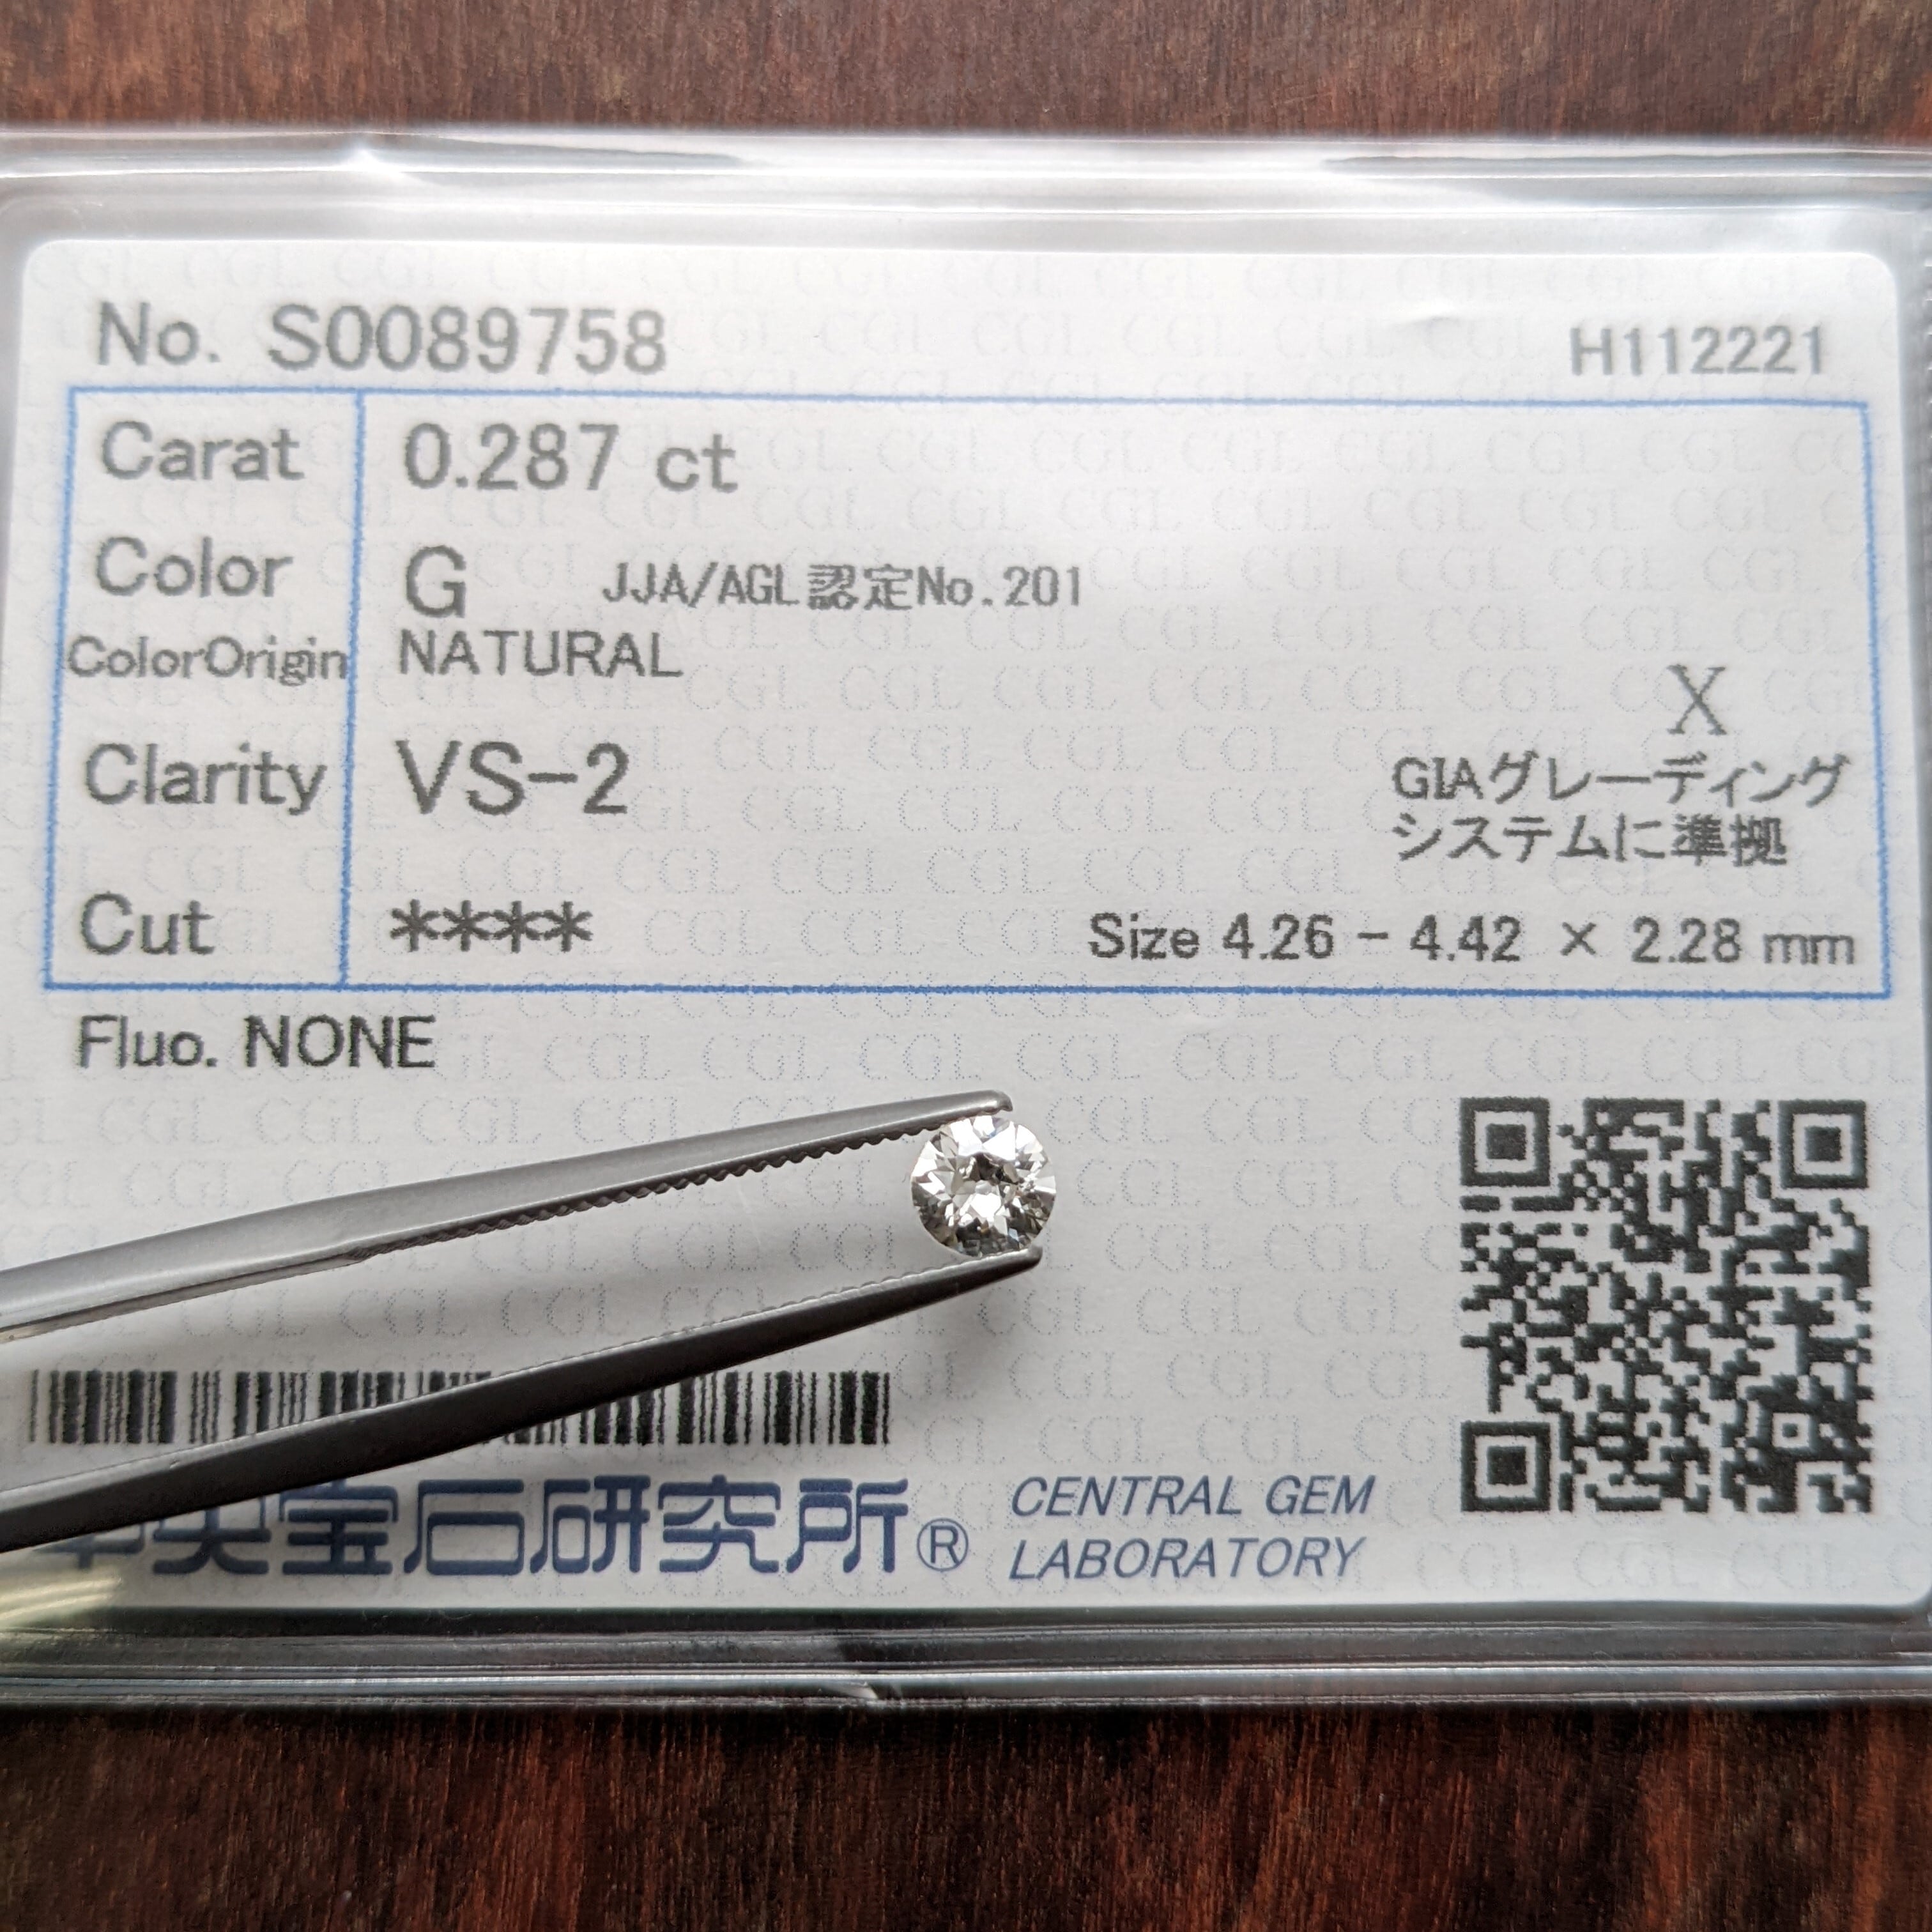 No. S0089758
H112221
Carat 0.287 ct
Color G JJA/AGL認定No.201
ColorOrigin NATURAL
X
Clarity VS-2
GIAグレーディング
システムに準拠
Cut ****
Size 4.26 - 4.42 × 2.28 mm
Fluo. NONE
中央宝石研究所®
CENTRAL GEM
LABORATORY